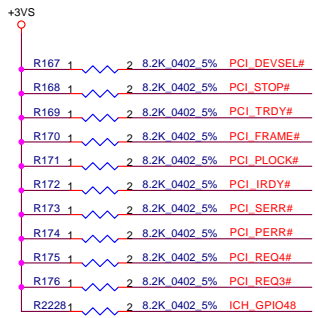 +3VS
R167 1 2 8.2K_0402_5% PCI_DEVSEL#
R168 1 2 8.2K_0402_5% PCI_STOP#
R169 1 2 8.2K_0402_5% PCI_TRDY#
R170 1 2 8.2K_0402_5% PCI_FRAME#
R171 1 2 8.2K_0402_5% PCI_PLOCK#
R172 1 2 8.2K_0402_5% PCI_IRDY#
R173 1 2 8.2K_0402_5% PCI_SERR#
R174 1 2 8.2K_0402_5% PCI_PERR#
R175 1 2 8.2K_0402_5% PCI_REQ4#
R176 1 2 8.2K_0402_5% PCI_REQ3#
R2228 1 2 8.2K_0402_5% ICH_GPIO48